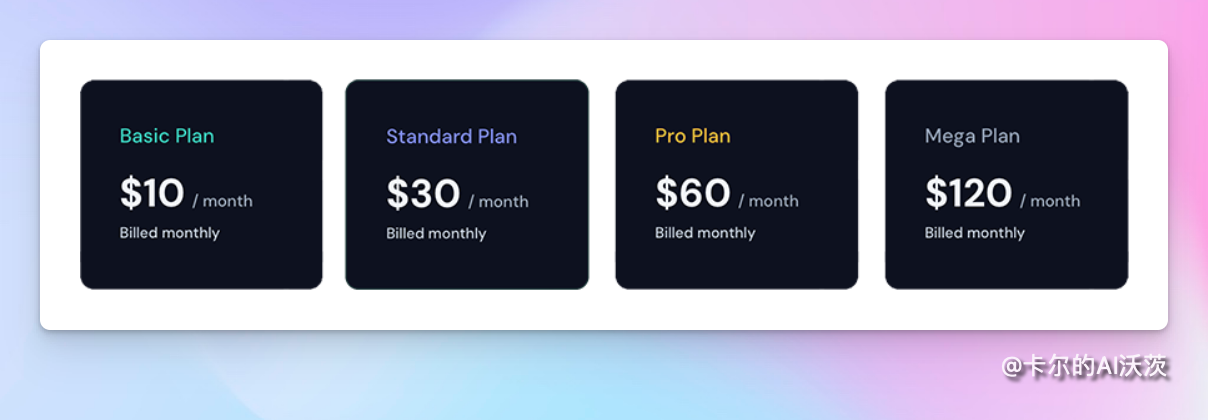 Basic Plan
$10 / month
Billed monthly
Standard Plan
$30 / month
Billed monthly
Pro Plan
$60 / month
Billed monthly
Mega Plan
$120 / month
Billed monthly
@卡尔的AI沃茨